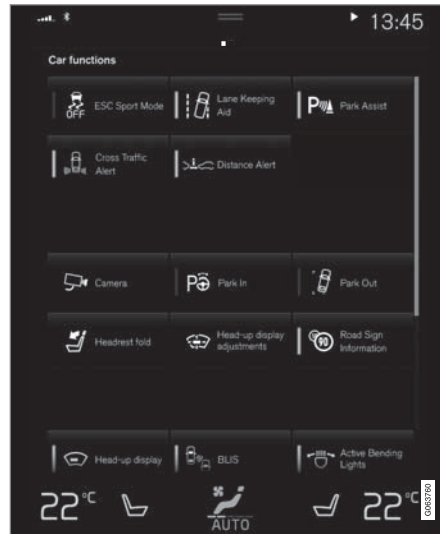 13:45
Car functions
OFF
ESC Sport Mode
Lane Keeping
Aid
P
Park Assist
Cross Traffic
Alert
Distance Alert
Camera
P
Park In
Park Out
Headrest fold
Head-up display
adjustments
90
Road Sign
Information
Head-up display
BLIS
Active Bending
Lights
22°C
AUTO
22°C
G063760